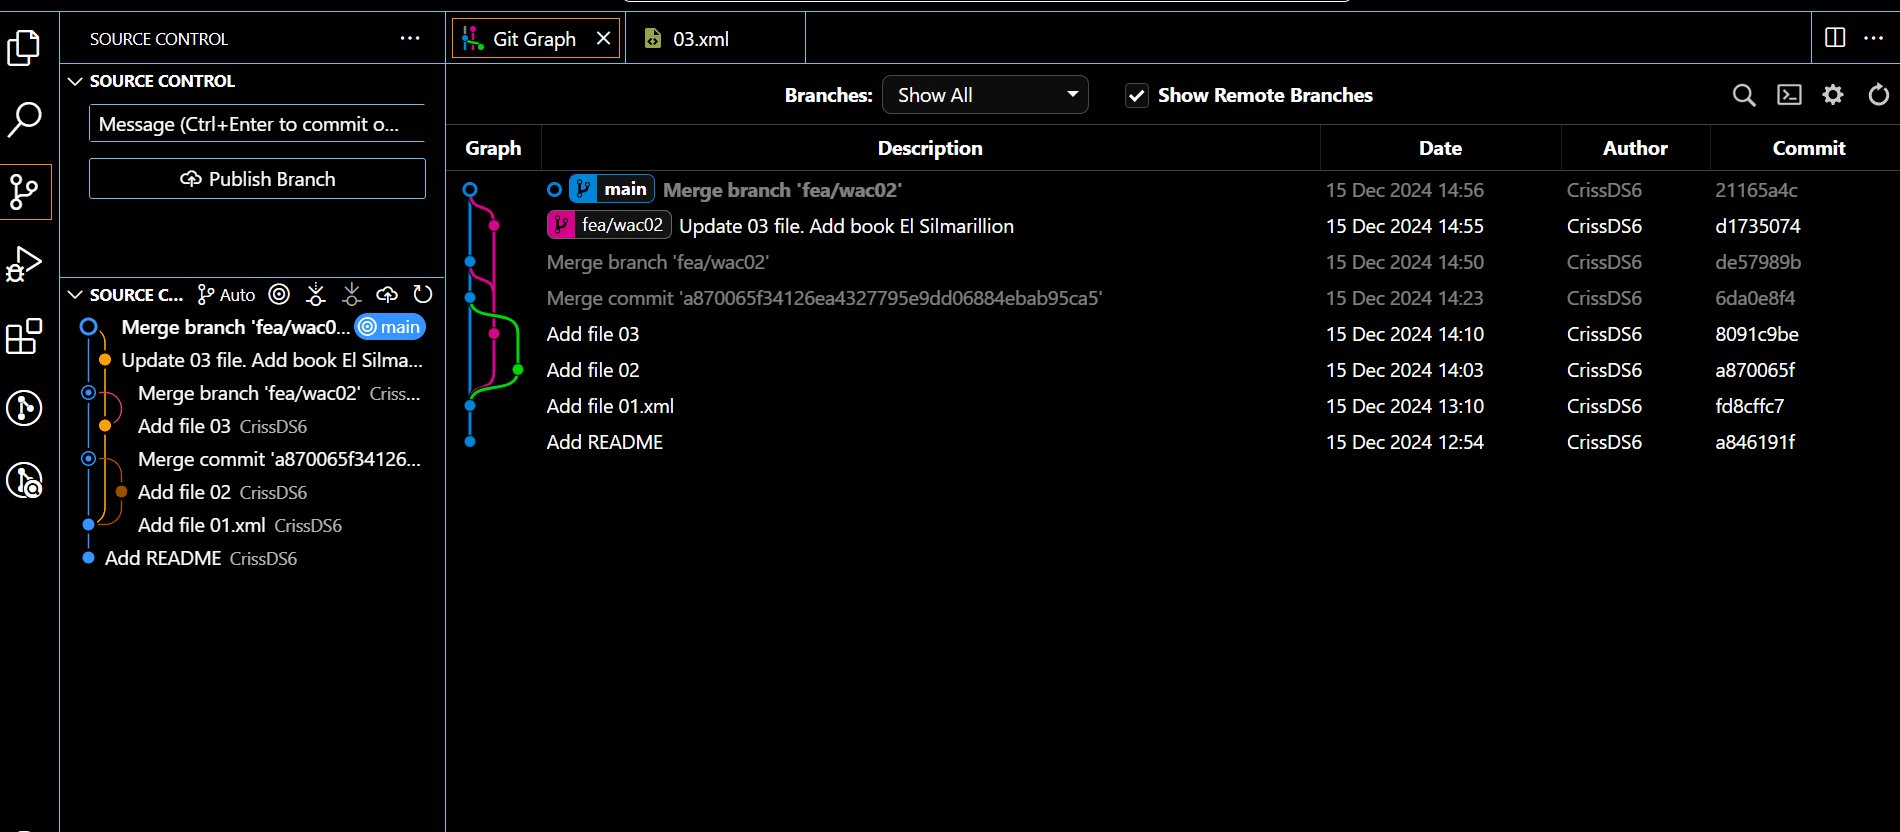 SOURCE CONTROL
SOURCE CONTROL
Message (Ctrl+Enter to commit o...
Publish Branch
SOURCE C... Auto
Merge branch 'fea/wac0... main
Update 03 file. Add book El Silma...
Merge branch 'fea/wac02' Criss...
Add file 03 CrissDS6
Merge commit 'a870065f34126...
Add file 02 CrissDS6
Add file 01.xml CrissDS6
Add README CrissDS6
Git Graph 03.xml
Branches: Show All Show Remote Branches
Graph Description Date Author Commit
main Merge branch 'fea/wac02' 15 Dec 2024 14:56 CrissDS6 21165a4c
fea/wac02 Update 03 file. Add book El Silmarillion 15 Dec 2024 14:55 CrissDS6 d1735074
Merge branch 'fea/wac02' 15 Dec 2024 14:50 CrissDS6 de57989b
Merge commit 'a870065f34126ea4327795e9dd06884ebab95ca5' 15 Dec 2024 14:23 CrissDS6 6da0e8f4
Add file 03 15 Dec 2024 14:10 CrissDS6 8091c9be
Add file 02 15 Dec 2024 14:03 CrissDS6 a870065f
Add file 01.xml 15 Dec 2024 13:10 CrissDS6 fd8cffc7
Add README 15 Dec 2024 12:54 CrissDS6 a846191f